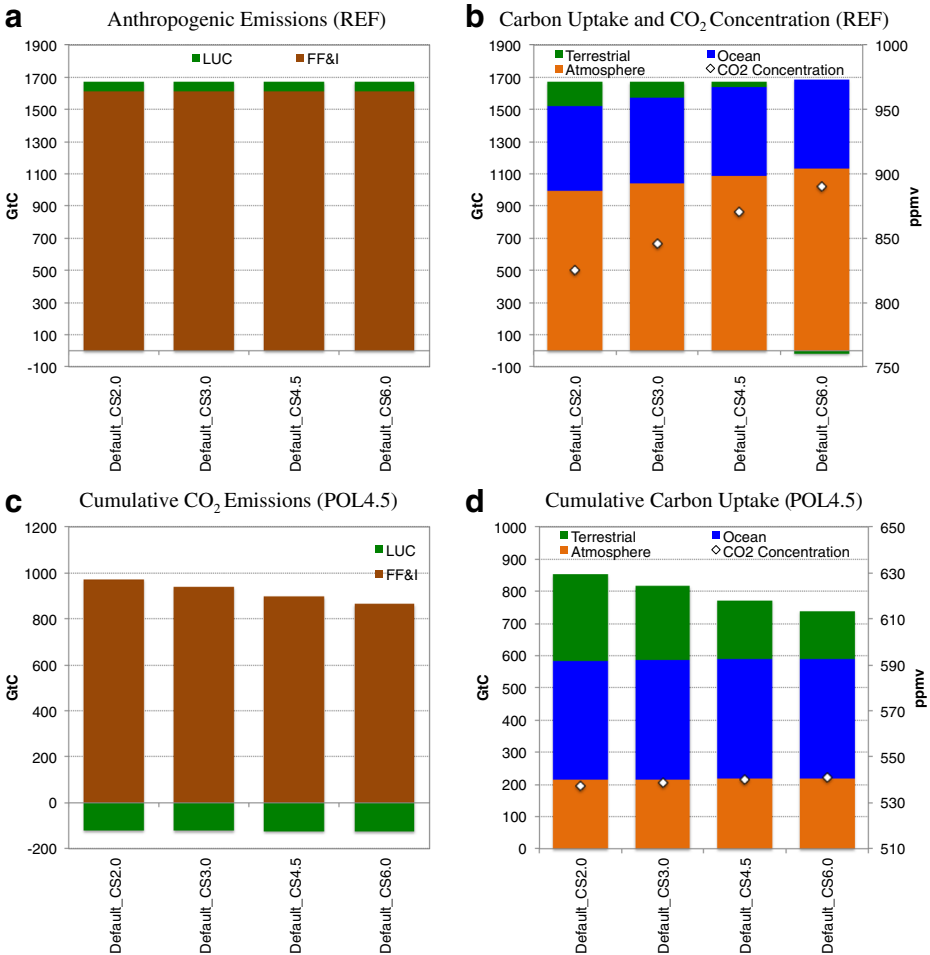 a Anthropogenic Emissions (REF)
1900
1700
1500
1300
1100
900
700
500
300
100
-100
GtC
LUC FF&I
Default_CS2.0
Default_CS3.0
Default_CS4.5
Default_CS6.0
b Carbon Uptake and CO2 Concentration (REF)
1900
1700
1500
1300
1100
900
700
500
300
100
-100
GtC
Terrestrial Ocean
Atmosphere CO2 Concentration
1000
950
900
850
800
750
ppmv
Default_CS2.0
Default_CS3.0
Default_CS4.5
Default_CS6.0
c Cumulative CO2 Emissions (POL4.5)
1200
1000
800
600
400
200
0
-200
GtC
LUC
FF&I
Default_CS2.0
Default_CS3.0
Default_CS4.5
Default_CS6.0
d Cumulative Carbon Uptake (POL4.5)
1000
900
800
700
600
500
400
300
200
100
0
GtC
Terrestrial Ocean
Atmosphere CO2 Concentration
650
630
610
590
570
550
530
510
ppmv
Default_CS2.0
Default_CS3.0
Default_CS4.5
Default_CS6.0